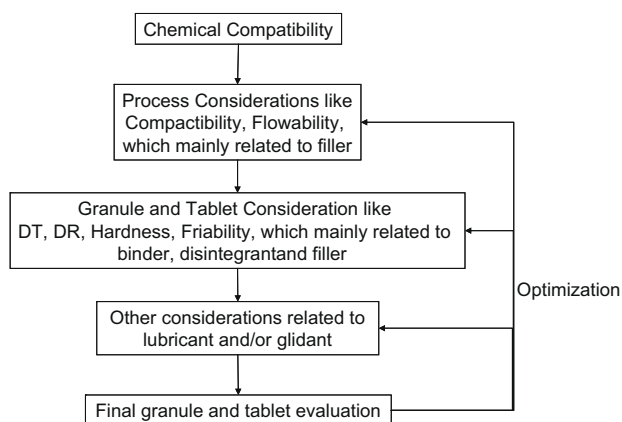 Chemical Compatibility
Process Considerations like
Compactibility, Flowability,
which mainly related to filler
Granule and Tablet Consideration like
DT, DR, Hardness, Friability, which mainly related to
binder, disintegrantand filler
Optimization
Other considerations related to
lubricant and/or glidant
Final granule and tablet evaluation